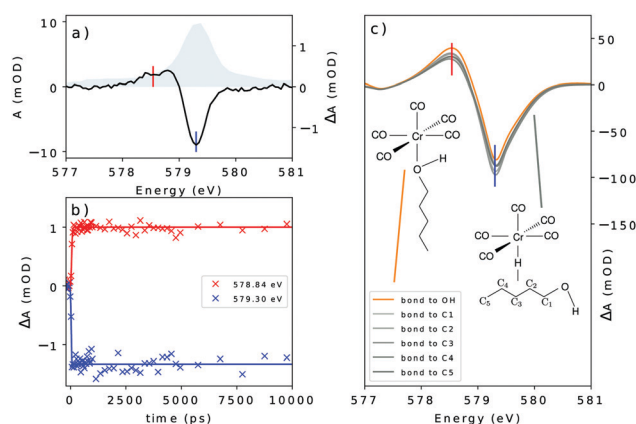 a)
10
0
−10
A (mOD)
1
0
−1
ΔA (mOD)
577 578 579 580 581
Energy (eV)
b)
1
0
−1
ΔA (mOD)
578.84 eV
579.30 eV
0 2500 5000 7500 10000
time (ps)
c)
50
0
−50
−100
−150
ΔA (mOD)
CO
CO
CO
Cr
CO
CO
O
H
CO
CO
CO
Cr
CO
CO
H
C4 C2
C5 C3 C1
O
H
bond to OH
bond to C1
bond to C2
bond to C3
bond to C4
bond to C5
577 578 579 580 581
Energy (eV)